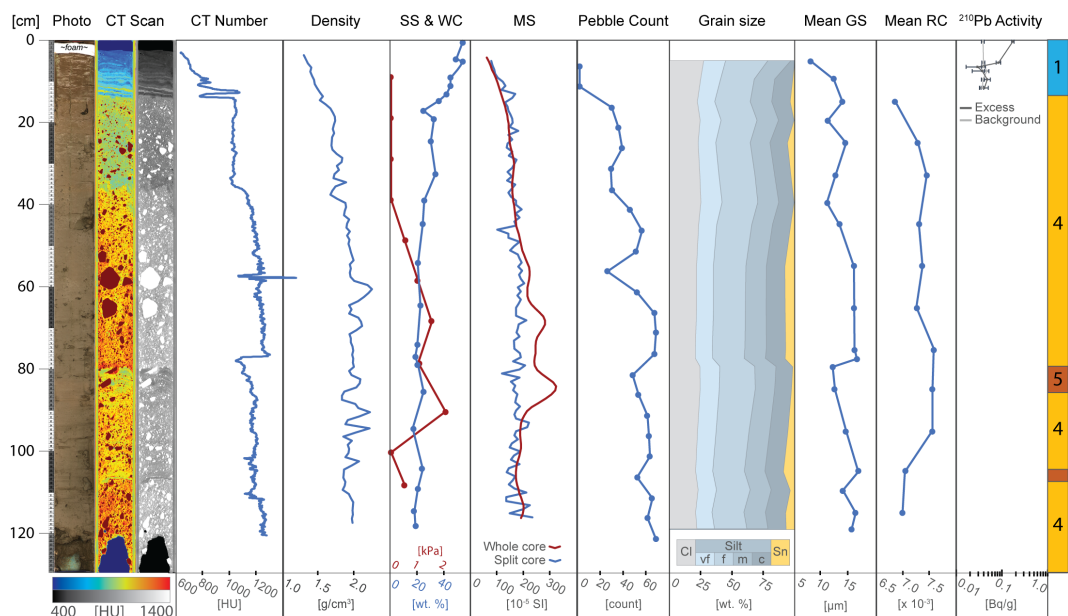 [cm] Photo CT Scan CT Number Density SS & WC MS Pebble Count Grain size Mean GS Mean RC ²¹⁰Pb Activity
0
~foam~
1
Excess
Background
20
40
4
60
80
5
100
4
120
4
Whole core
Split core
[kPa]
0 1 2
Cl Silt Sn
vf f m c
600 800 1000 1200
1.0 1.5 2.0
0 20 40
0 100 200 300
0 20 40 60
0 25 50 75
5 10 15
6.5 7.0 7.5
0.01 0.1 1.0
400 [HU] 1400
[HU]
[g/cm³]
[wt. %]
[10⁻⁵ SI]
[count]
[wt. %]
[µm]
[x 10⁻³]
[Bq/g]